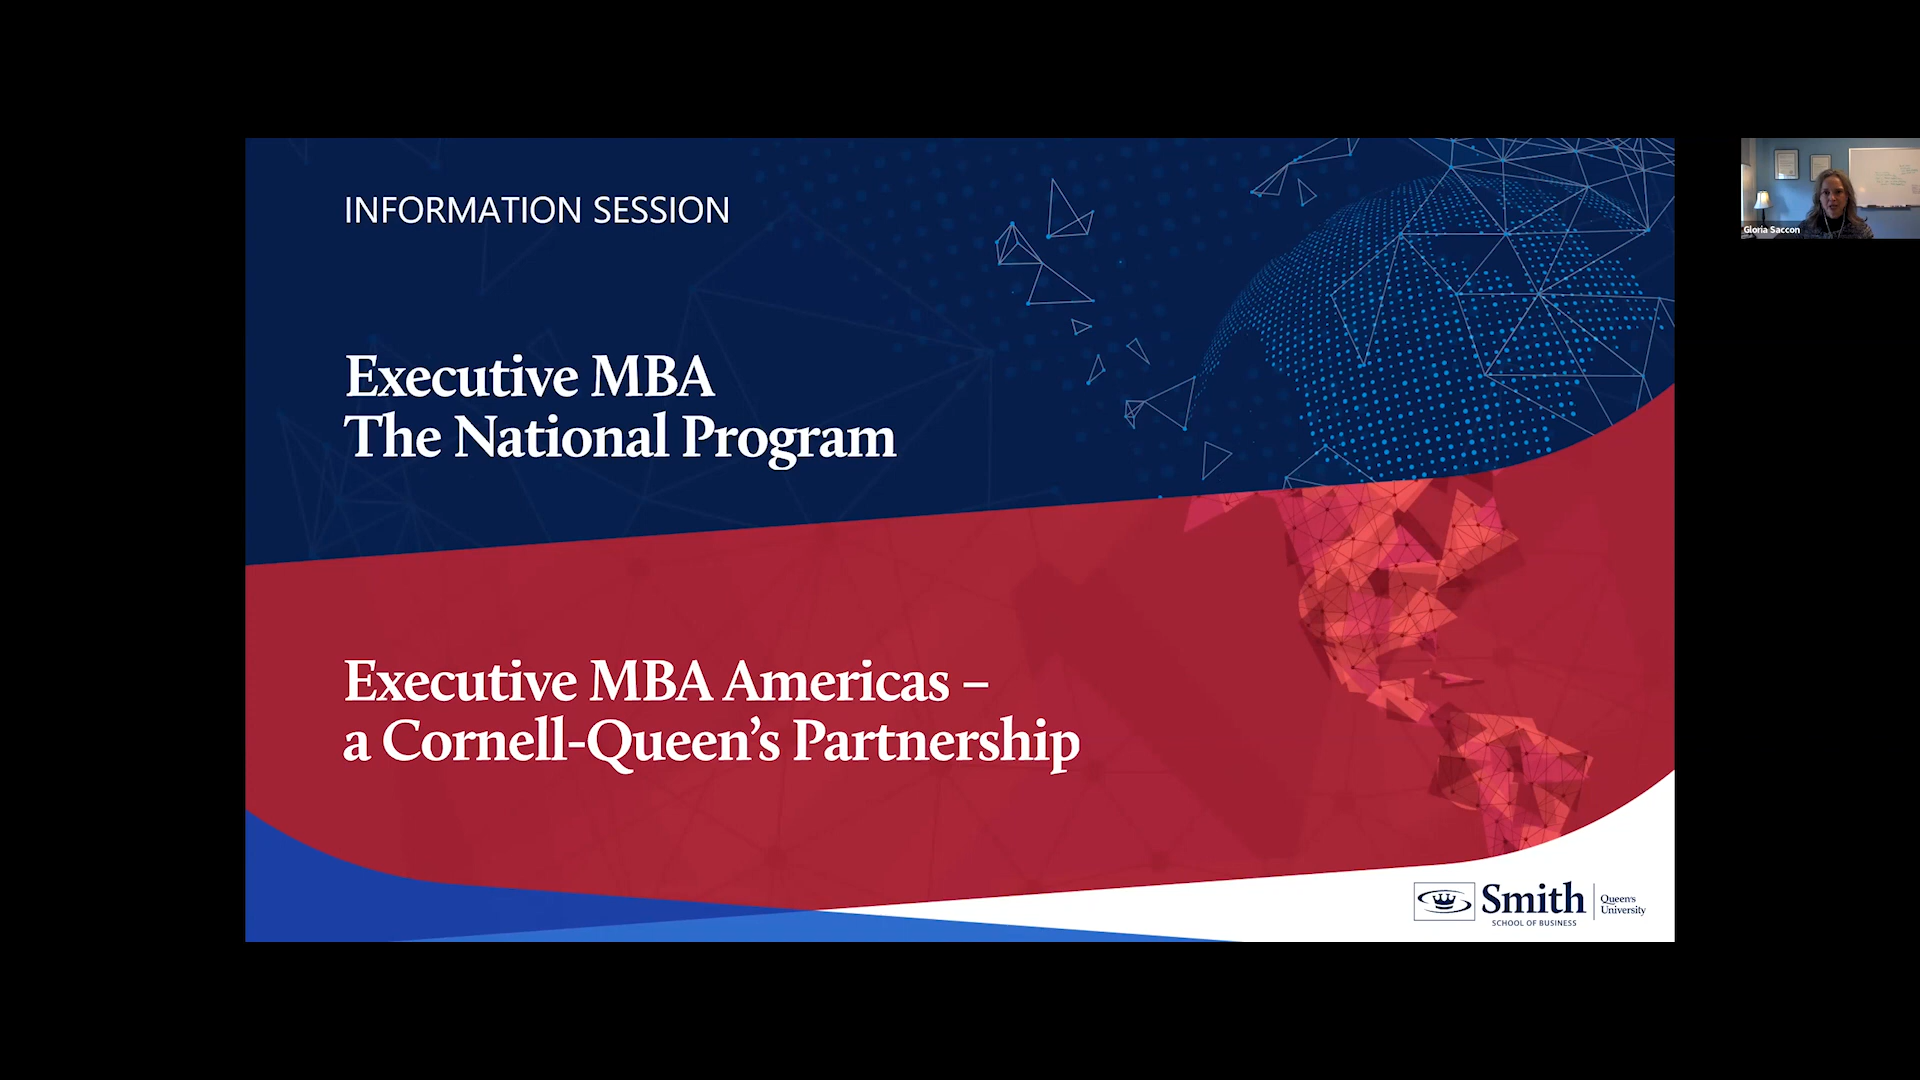 INFORMATION SESSION
Executive MBA
The National Program
Executive MBA Americas –
a Cornell-Queen’s Partnership
Smith
SCHOOL OF BUSINESS
Queen's
University
Gloria Saccon